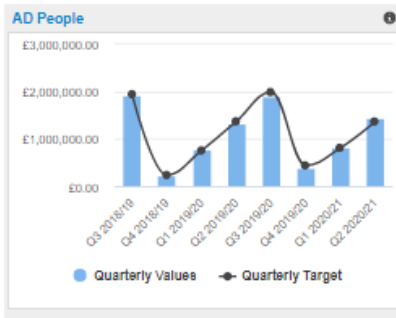 AD People
£3,000,000.00
£2,000,000.00
£1,000,000.00
£0.00
Q3 2018/19
Q4 2018/19
Q1 2019/20
Q2 2019/20
Q3 2019/20
Q4 2019/20
Q1 2020/21
Q2 2020/21
Quarterly Values
Quarterly Target